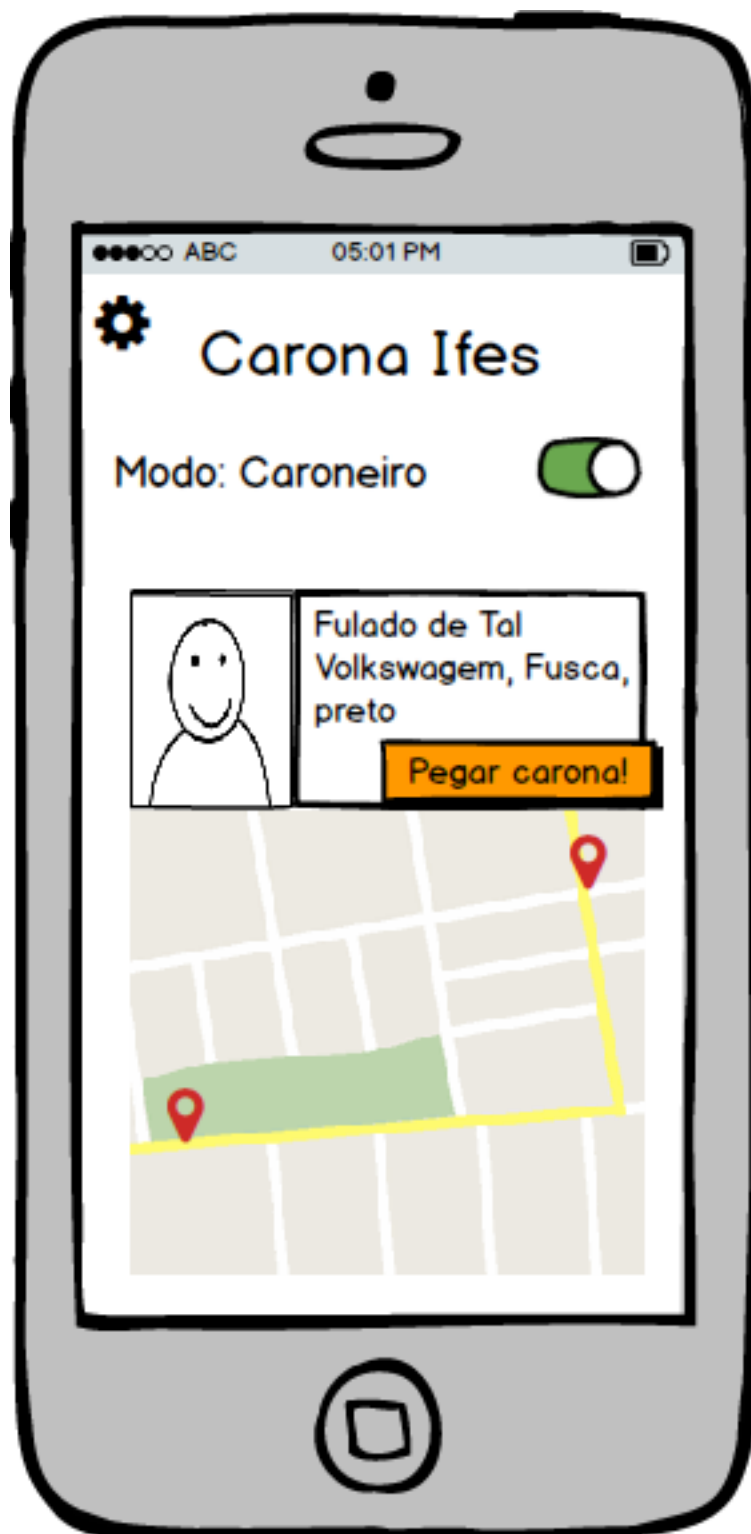 ABC 05:01 PM
Carona Ifes
Modo: Caroneiro
Fulado de Tal
Volkswagem, Fusca,
preto
Pegar carona!